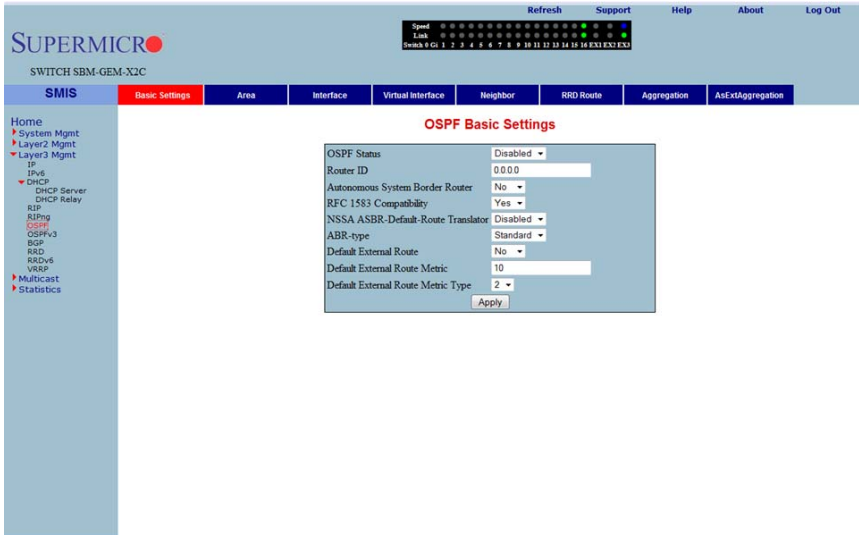 Refresh Support Help About Log Out
Speed
Link
Switch 0 Gi 1 2 3 4 5 6 7 8 9 10 11 12 13 14 15 16 EX1 EX2 EX3
SUPERMICRO
SWITCH SBM-GEM-X2C
SMIS Basic Settings Area Interface Virtual Interface Neighbor RRD Route Aggregation AsExtAggregation
Home
System Mgmt
Layer2 Mgmt
Layer3 Mgmt
IP
IPv6
DHCP
DHCP Server
DHCP Relay
RIP
RIPng
OSPF
OSPFv3
BGP
RRD
RRDv6
VRRP
Multicast
Statistics
OSPF Basic Settings
OSPF Status Disabled
Router ID 0.0.0.0
Autonomous System Border Router No
RFC 1583 Compatibility Yes
NSSA ASBR-Default-Route Translator Disabled
ABR-type Standard
Default External Route No
Default External Route Metric 10
Default External Route Metric Type 2
Apply